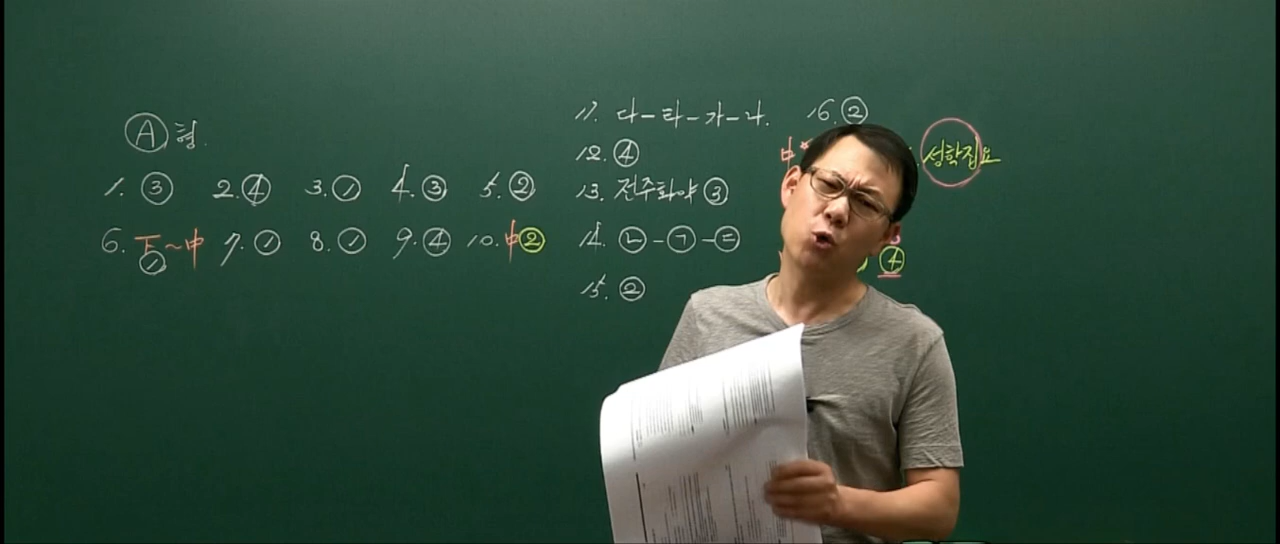 Ⓐ형.
1. ③ 2. ④ 3. ① 4. ③ 5. ②
6. 下~中 ① 7. ① 8. ① 9. ④ 10. 中 ②
11. 다-타-가-나. 16. ②
12. ④ 中 성학집요
13. 전주화약 ③
14. ㉡-㉠-㉢
15. ② ④